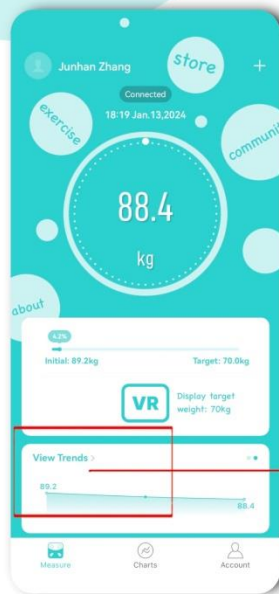 Junhan Zhang
store
+
Connected
18:19 Jan.13,2024
exercise
communi
88.4
kg
about
4.2%
Initial: 89.2kg
Target: 70.0kg
VR
Display target
weight: 70kg
View Trends >
89.2
88.4
Measure
Charts
Account